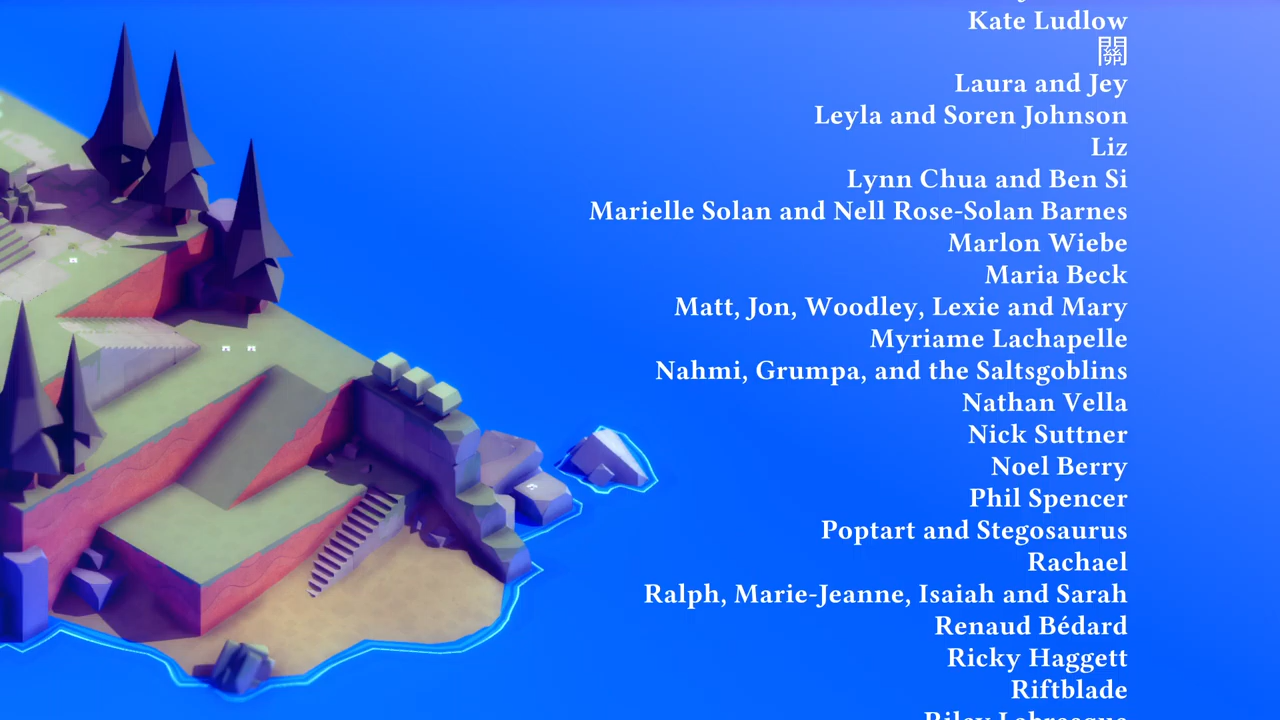 Kate Ludlow
關
Laura and Jey
Leyla and Soren Johnson
Liz
Lynn Chua and Ben Si
Marielle Solan and Nell Rose-Solan Barnes
Marlon Wiebe
Maria Beck
Matt, Jon, Woodley, Lexie and Mary
Myriame Lachapelle
Nahmi, Grumpa, and the Saltsgoblins
Nathan Vella
Nick Suttner
Noel Berry
Phil Spencer
Poptart and Stegosaurus
Rachael
Ralph, Marie-Jeanne, Isaiah and Sarah
Renaud Bédard
Ricky Haggett
Riftblade